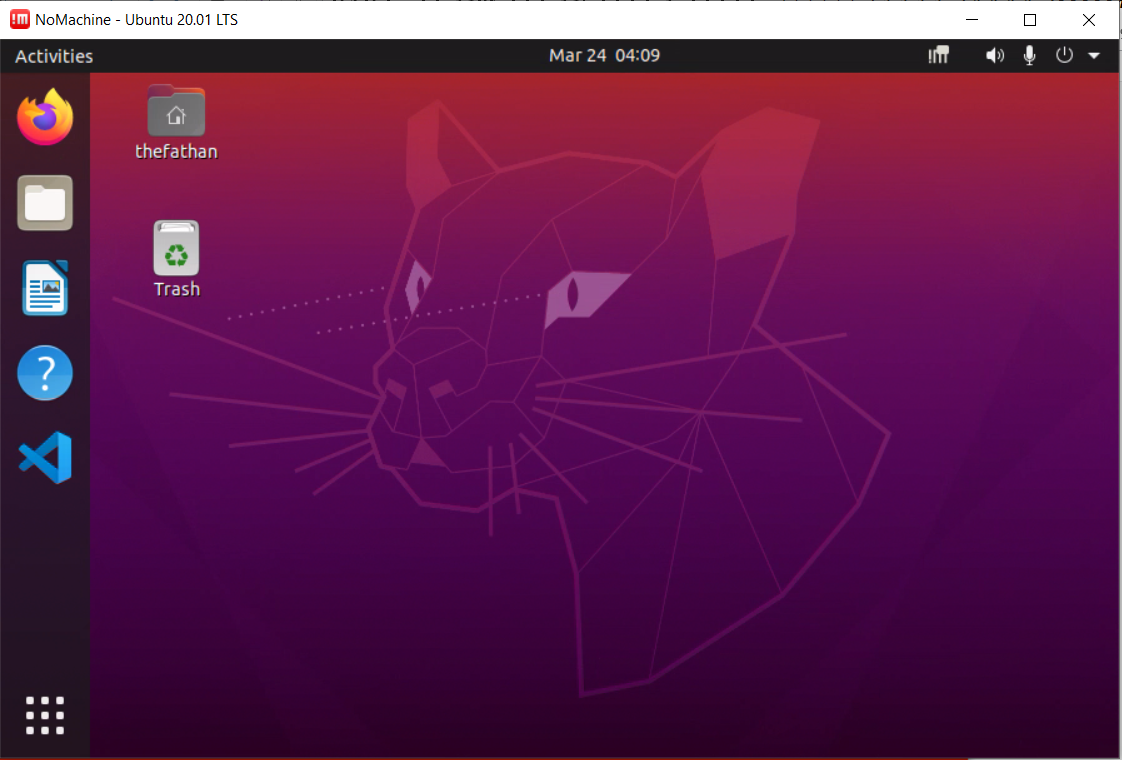 NoMachine - Ubuntu 20.01 LTS
Activities
Mar 24 04:09
thefathan
Trash